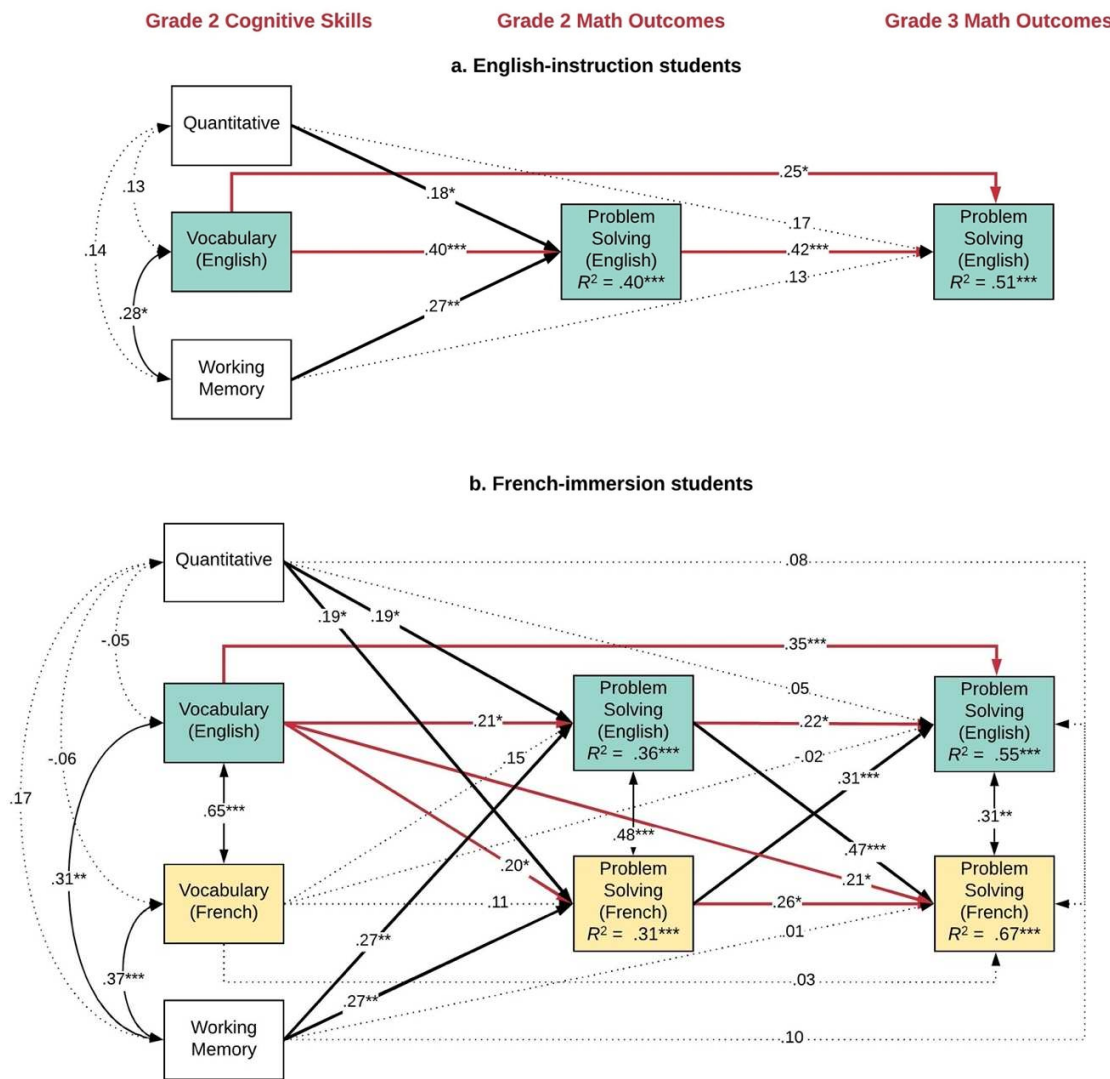 Grade 2 Cognitive Skills
Grade 2 Math Outcomes
Grade 3 Math Outcomes
a. English-instruction students
Quantitative
.13
.14
.18*
.25*
Vocabulary
(English)
.40***
Problem
Solving
(English)
R² = .40***
.17
.42***
.13
Problem
Solving
(English)
R² = .51***
.28*
.27**
Working
Memory
b. French-immersion students
Quantitative
.08
.19*
.19*
-.05
.35***
.05
Vocabulary
(English)
.21*
Problem
Solving
(English)
R² = .36***
.22*
Problem
Solving
(English)
R² = .55***
-.06
.15
-.02
.17
.31***
.65***
.48***
.31**
.31**
.47***
Vocabulary
(French)
.20*
.11
Problem
Solving
(French)
R² = .31***
.21*
.26*
.01
Problem
Solving
(French)
R² = .67***
.27**
.37***
.27**
.03
Working
Memory
.10